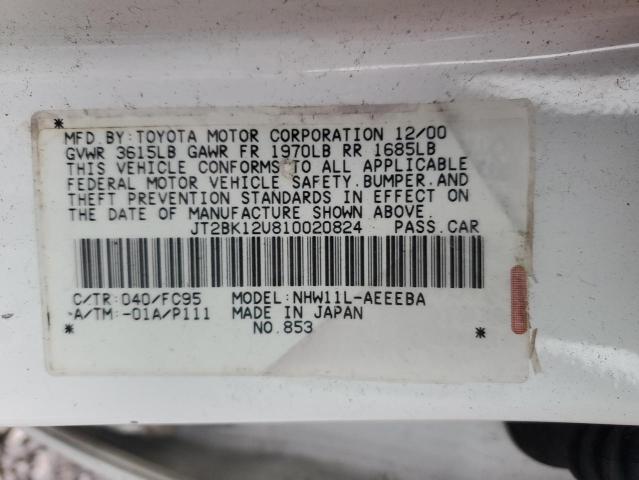 MFD.BY:TOYOTA MOTOR CORPORATION 12/00
GVWR 3615LB GAWR FR 1970LB RR 1685LB
THIS VEHICLE CONFORMS TO ALL APPLICABLE
FEDERAL MOTOR VEHICLE SAFETY.BUMPER.AND
THEFT PREVENTION STANDARDS IN EFFECT ON
THE DATE OF MANUFACTURE SHOWN ABOVE.
JT2BK12U810020824 PASS.CAR
C/TR:040/FC95 MODEL:NHW11L-AEEEBA
A/TM:-01A/P111 MADE IN JAPAN
NO.853